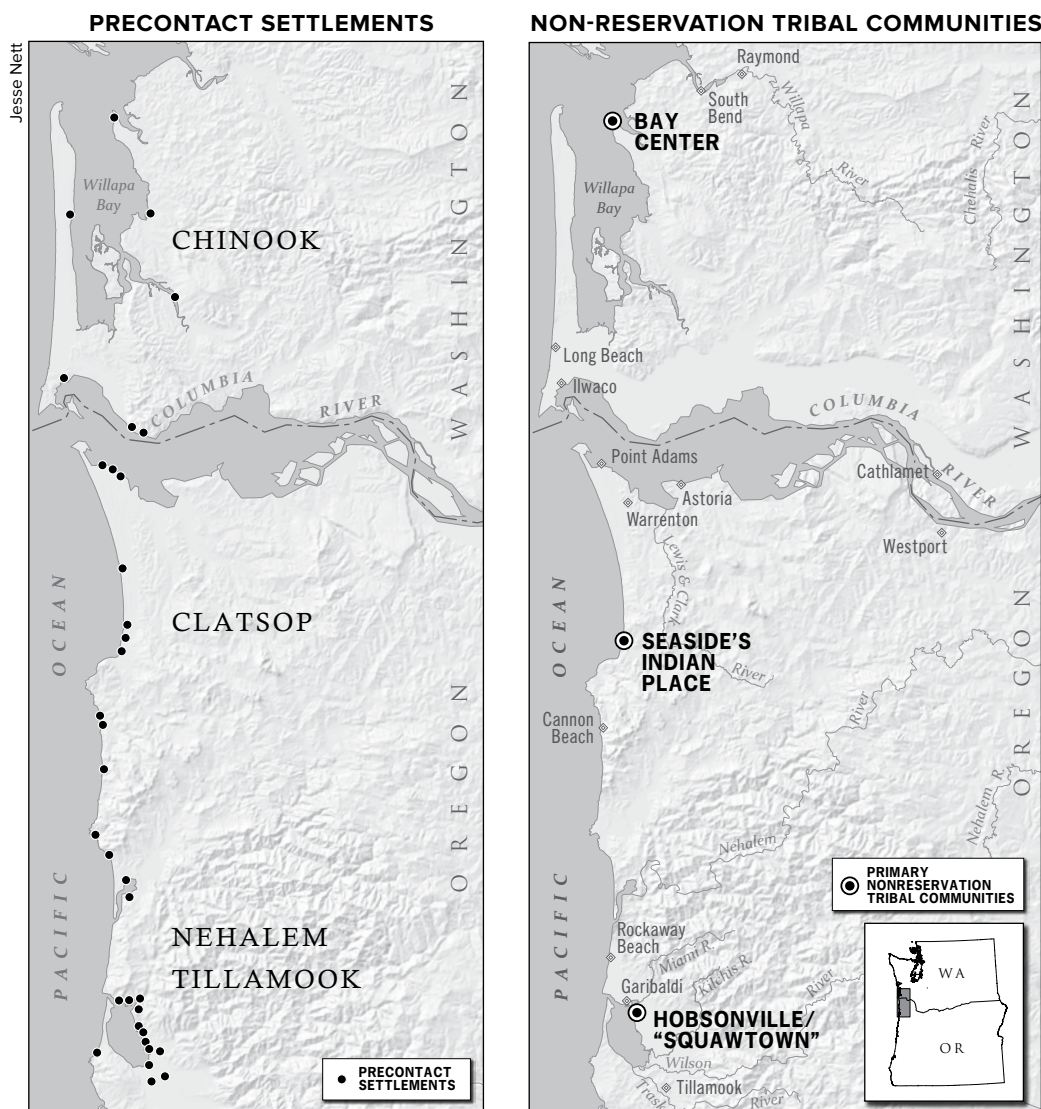 PRECONTACT SETTLEMENTS
Jesse Nett
Willapa
Bay
CHINOOK
WASHINGTON
COLUMBIA
RIVER
CLATSOP
OCEAN
OREGON
PACIFIC
NEHALEM
TILLAMOOK
PRECONTACT
SETTLEMENTS
NON-RESERVATION TRIBAL COMMUNITIES
Raymond
South
Bend
Willapa
River
BAY
CENTER
Chehalis River
Willapa
Bay
WASHINGTON
Long Beach
Ilwaco
COLUMBIA
RIVER
Point Adams
Cathlamet
Astoria
Warrenton
Westport
Lewis & Clark
River
OCEAN
SEASIDE'S
INDIAN
PLACE
OREGON
Cannon
Beach
River
Nehalem
Nehalem R.
PRIMARY
NONRESERVATION
TRIBAL COMMUNITIES
PACIFIC
Rockaway
Beach
Miami R.
Kilchis R.
River
Garibaldi
HOBSONVILLE/
"SQUAWTOWN"
Wilson
Tillamook
Trask
River
WA
OR